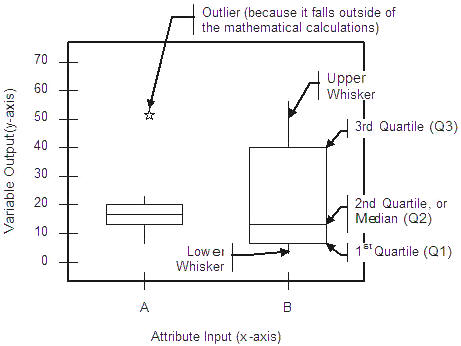 Outlier (because it falls outside of
the mathematical calculations)
70
60
50
40
30
20
10
0
Variable Output(y-axis)
Upper
Whisker
3rd Quartile (Q3)
2nd Quartile, or
Median (Q2)
1st Quartile (Q1)
Lower
Whisker
A
B
Attribute Input (x-axis)